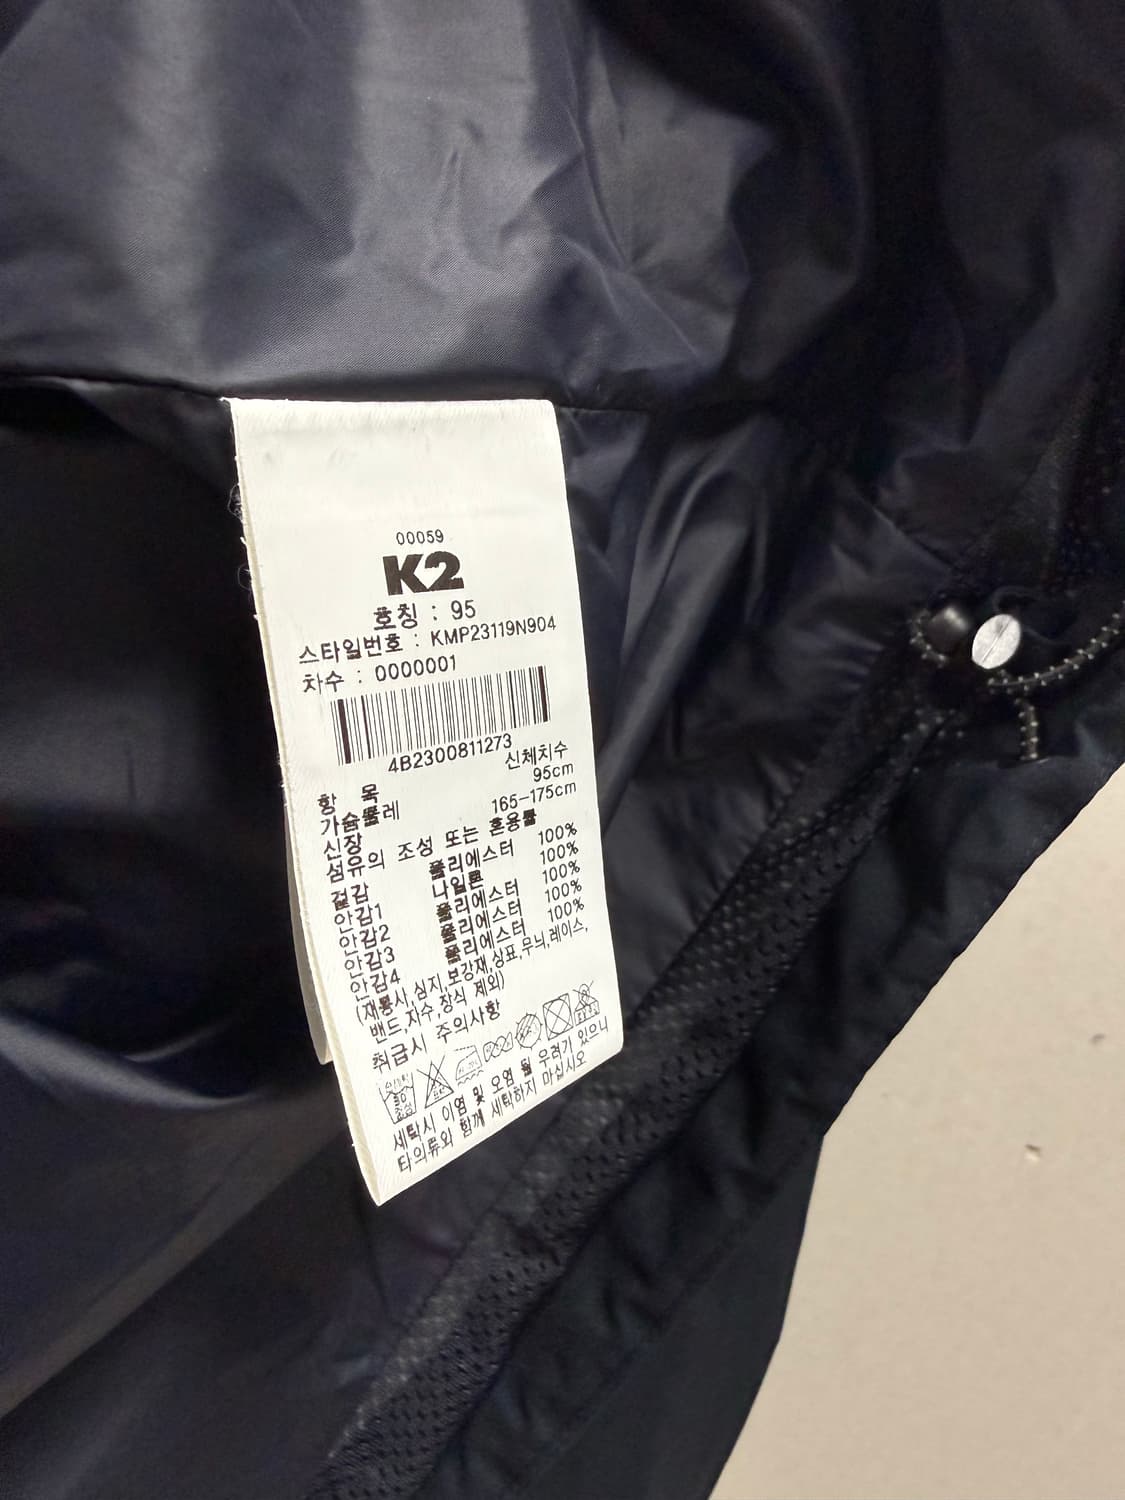 00059
K2
호칭 : 95
스타일번호 : KMP23119N904
차수 : 0000001
4B2300811273
항 목 신체치수
가슴둘레 95cm
신장 165-175cm
섬유의 조성 또는 혼용률
겉감 폴리에스터 100%
안감1 나일론 100%
안감2 폴리에스터 100%
안감3 폴리에스터 100%
안감4 폴리에스터 100%
(재봉시,심지,보강재,상표,무늬,레이스,
밴드,자수,장식 제외)
취급시 주의사항
세탁시 이염 및 오염 될 우려가 있으니
타의류와 함께 세탁하지 마십시오